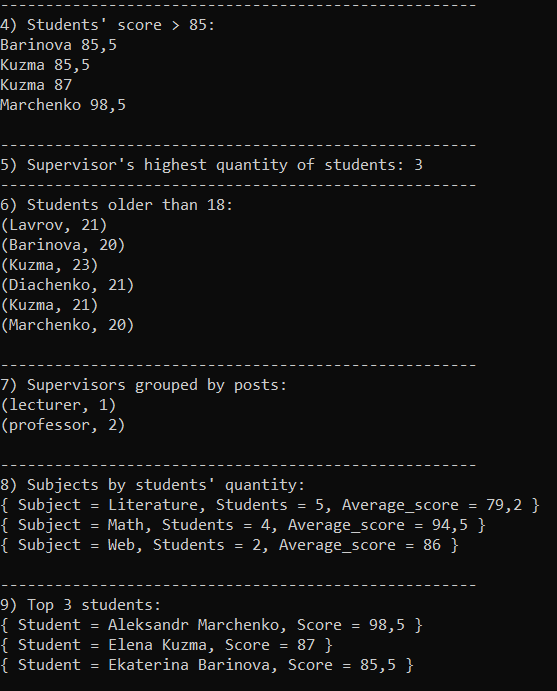 ----------------------------------------------------
4) Students' score > 85:
Barinova 85,5
Kuzma 85,5
Kuzma 87
Marchenko 98,5
----------------------------------------------------
5) Supervisor's highest quantity of students: 3
----------------------------------------------------
6) Students older than 18:
(Lavrov, 21)
(Barinova, 20)
(Kuzma, 23)
(Diachenko, 21)
(Kuzma, 21)
(Marchenko, 20)
----------------------------------------------------
7) Supervisors grouped by posts:
(lecturer, 1)
(professor, 2)
----------------------------------------------------
8) Subjects by students' quantity:
{ Subject = Literature, Students = 5, Average_score = 79,2 }
{ Subject = Math, Students = 4, Average_score = 94,5 }
{ Subject = Web, Students = 2, Average_score = 86 }
----------------------------------------------------
9) Top 3 students:
{ Student = Aleksandr Marchenko, Score = 98,5 }
{ Student = Elena Kuzma, Score = 87 }
{ Student = Ekaterina Barinova, Score = 85,5 }